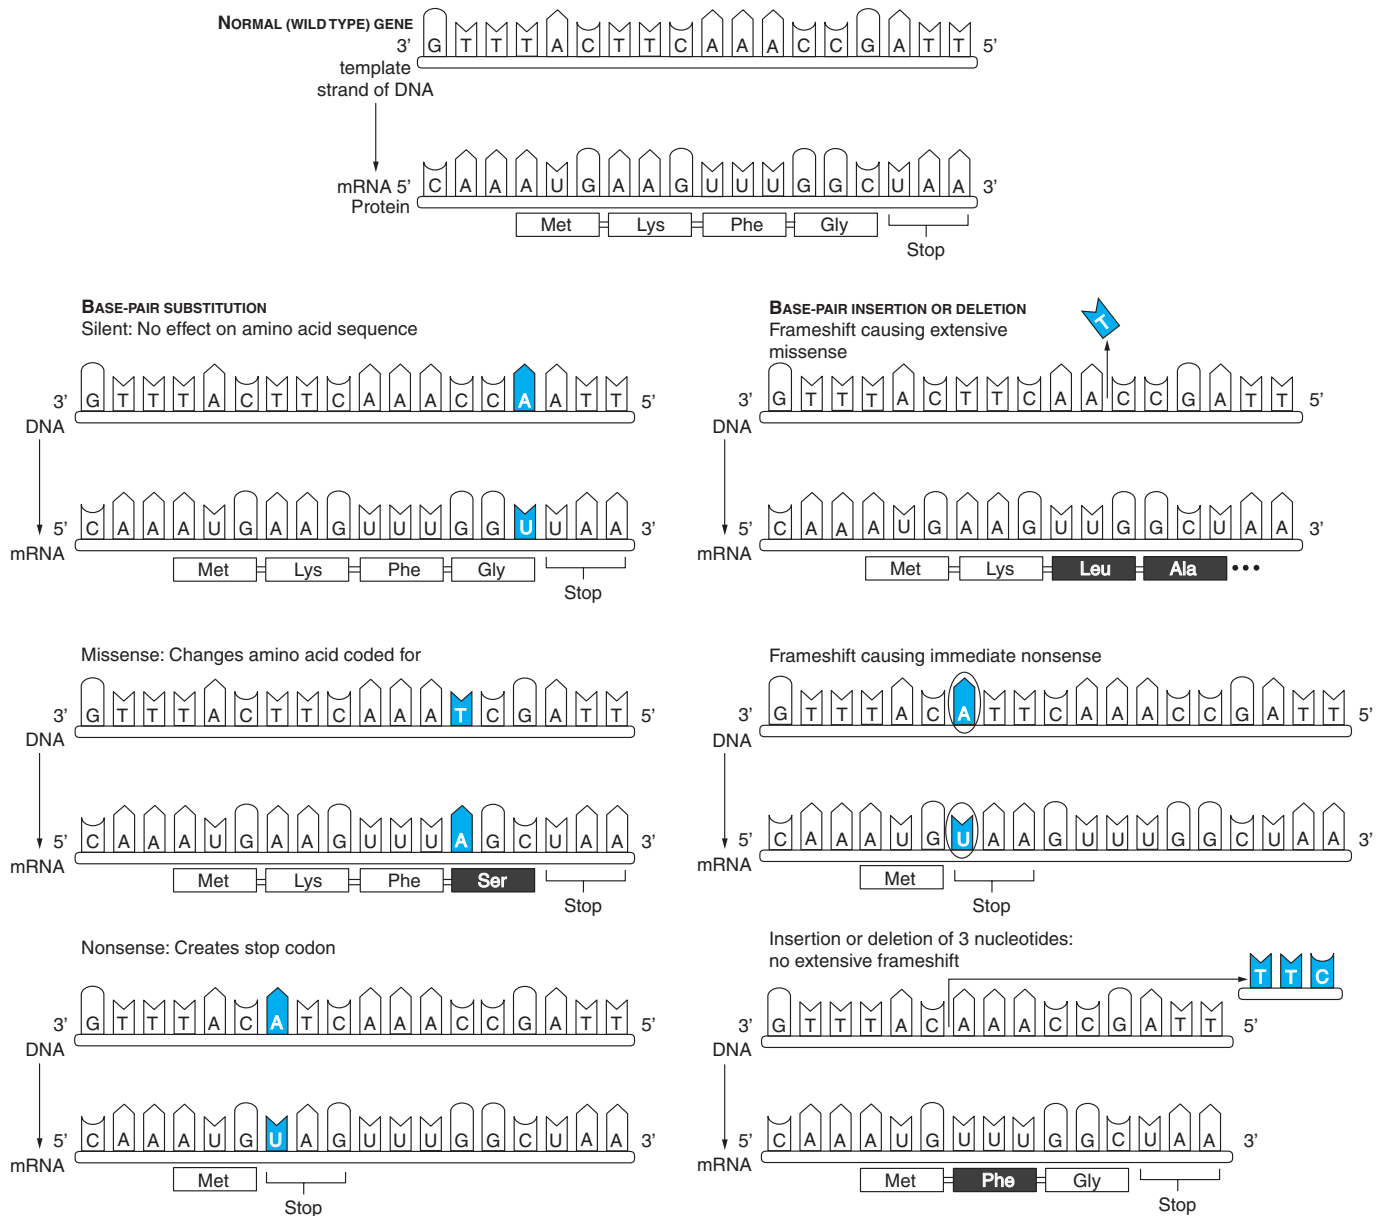 NORMAL (WILD TYPE) GENE
3’ G T T T A C T T C A A A C C G A T T 5’
template
strand of DNA
mRNA 5’ C A A A U G A A G U U U G G C U A A 3’
Protein
Met Lys Phe Gly
Stop
BASE-PAIR SUBSTITUTION
Silent: No effect on amino acid sequence
3’ G T T T A C T T C A A A C C A A T T 5’
DNA
5’ C A A A U G A A G U U U G G U U A A 3’
mRNA
Met Lys Phe Gly
Stop
Missense: Changes amino acid coded for
3’ G T T T A C T T C A A A T C G A T T 5’
DNA
5’ C A A A U G A A G U U U A G C U A A 3’
mRNA
Met Lys Phe Ser
Stop
Nonsense: Creates stop codon
3’ G T T T A C A T C A A A C C G A T T 5’
DNA
5’ C A A A U G U A G U U U G G C U A A 3’
mRNA
Met
Stop
BASE-PAIR INSERTION OR DELETION
Frameshift causing extensive
missense
T
3’ G T T T A C T T C A A C C G A T T 5’
DNA
5’ C A A A U G A A G U U G G C U A A 3’
mRNA
Met Lys Leu Ala •••
Frameshift causing immediate nonsense
3’ G T T T A C A T T C A A A C C G A T T 5’
DNA
5’ C A A A U G U A A G U U U G G C U A A 3’
mRNA
Met
Stop
Insertion or deletion of 3 nucleotides:
no extensive frameshift
T T C
3’ G T T T A C A A A C C G A T T 5’
DNA
5’ C A A A U G U U U G G C U A A 3’
mRNA
Met Phe Gly
Stop